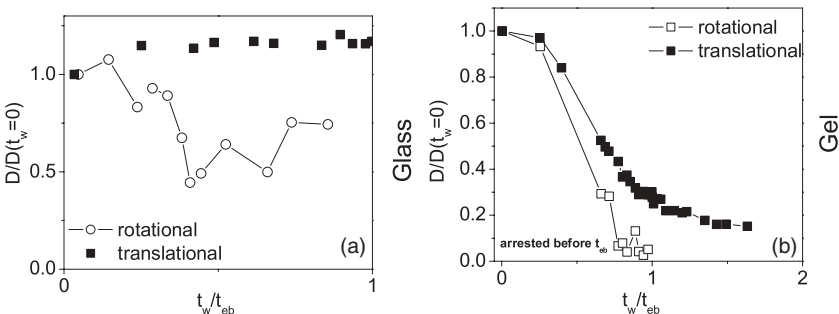 1.0
0.5
0.0
D/D(t_w=0)
rotational
translational
(a)
0
1
t_w/t_eb
Glass
1.0
0.8
0.6
0.4
0.2
0.0
D/D(t_w=0)
rotational
translational
arrested before t_eb
(b)
0
1
2
t_w/t_eb
Gel